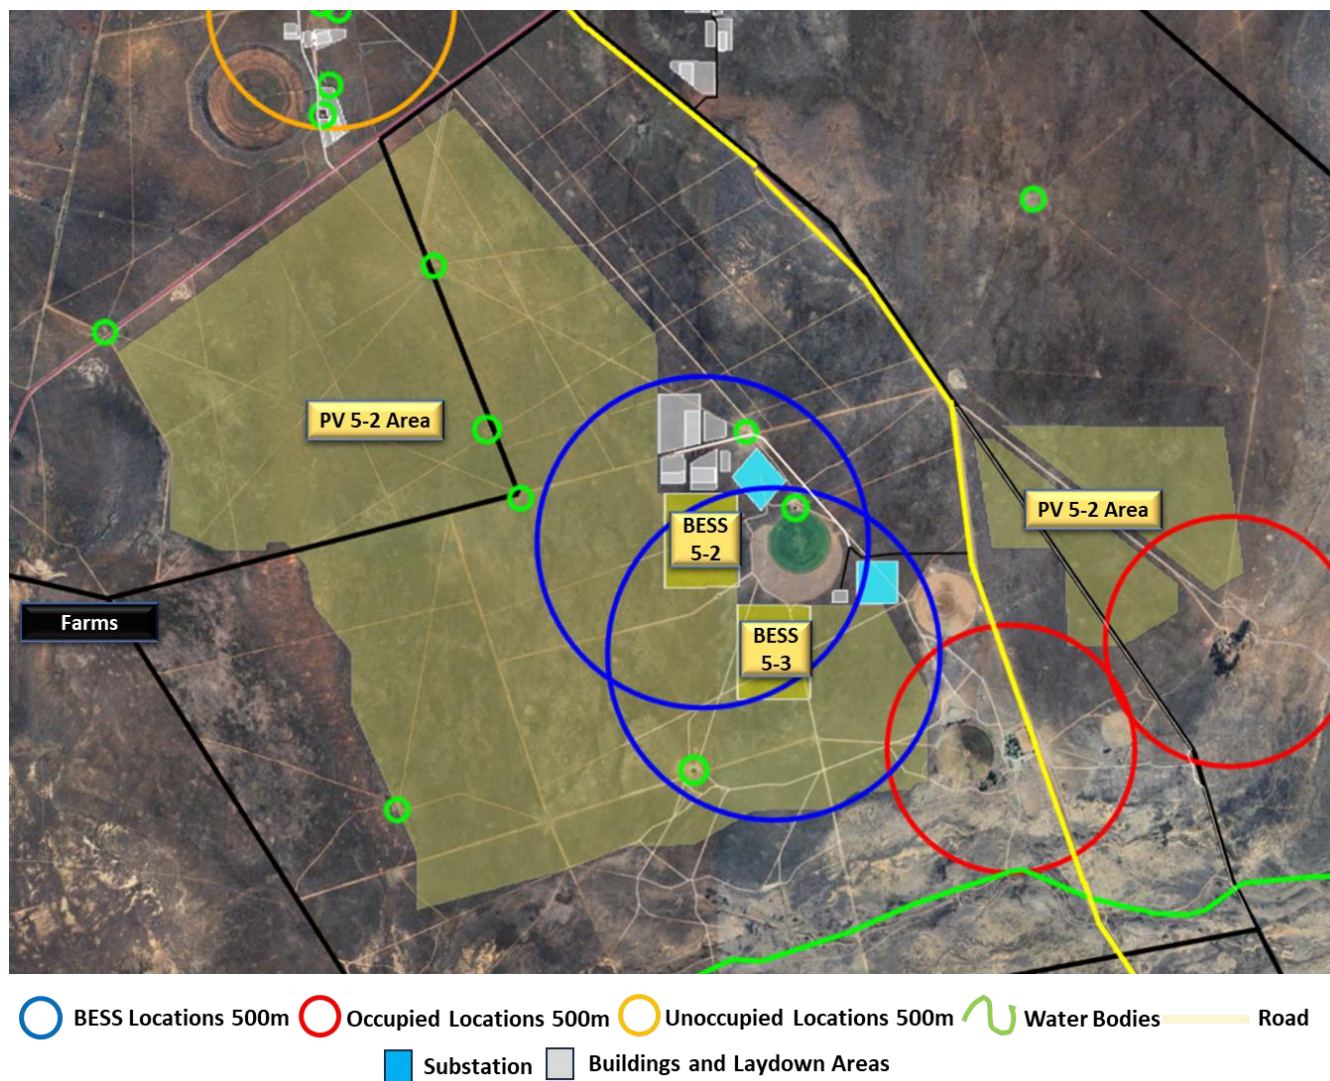 PV 5-2 Area
PV 5-2 Area
BESS
5-2
Farms
BESS
5-3
BESS Locations 500m
Occupied Locations 500m
Unoccupied Locations 500m
Water Bodies
Road
Substation
Buildings and Laydown Areas